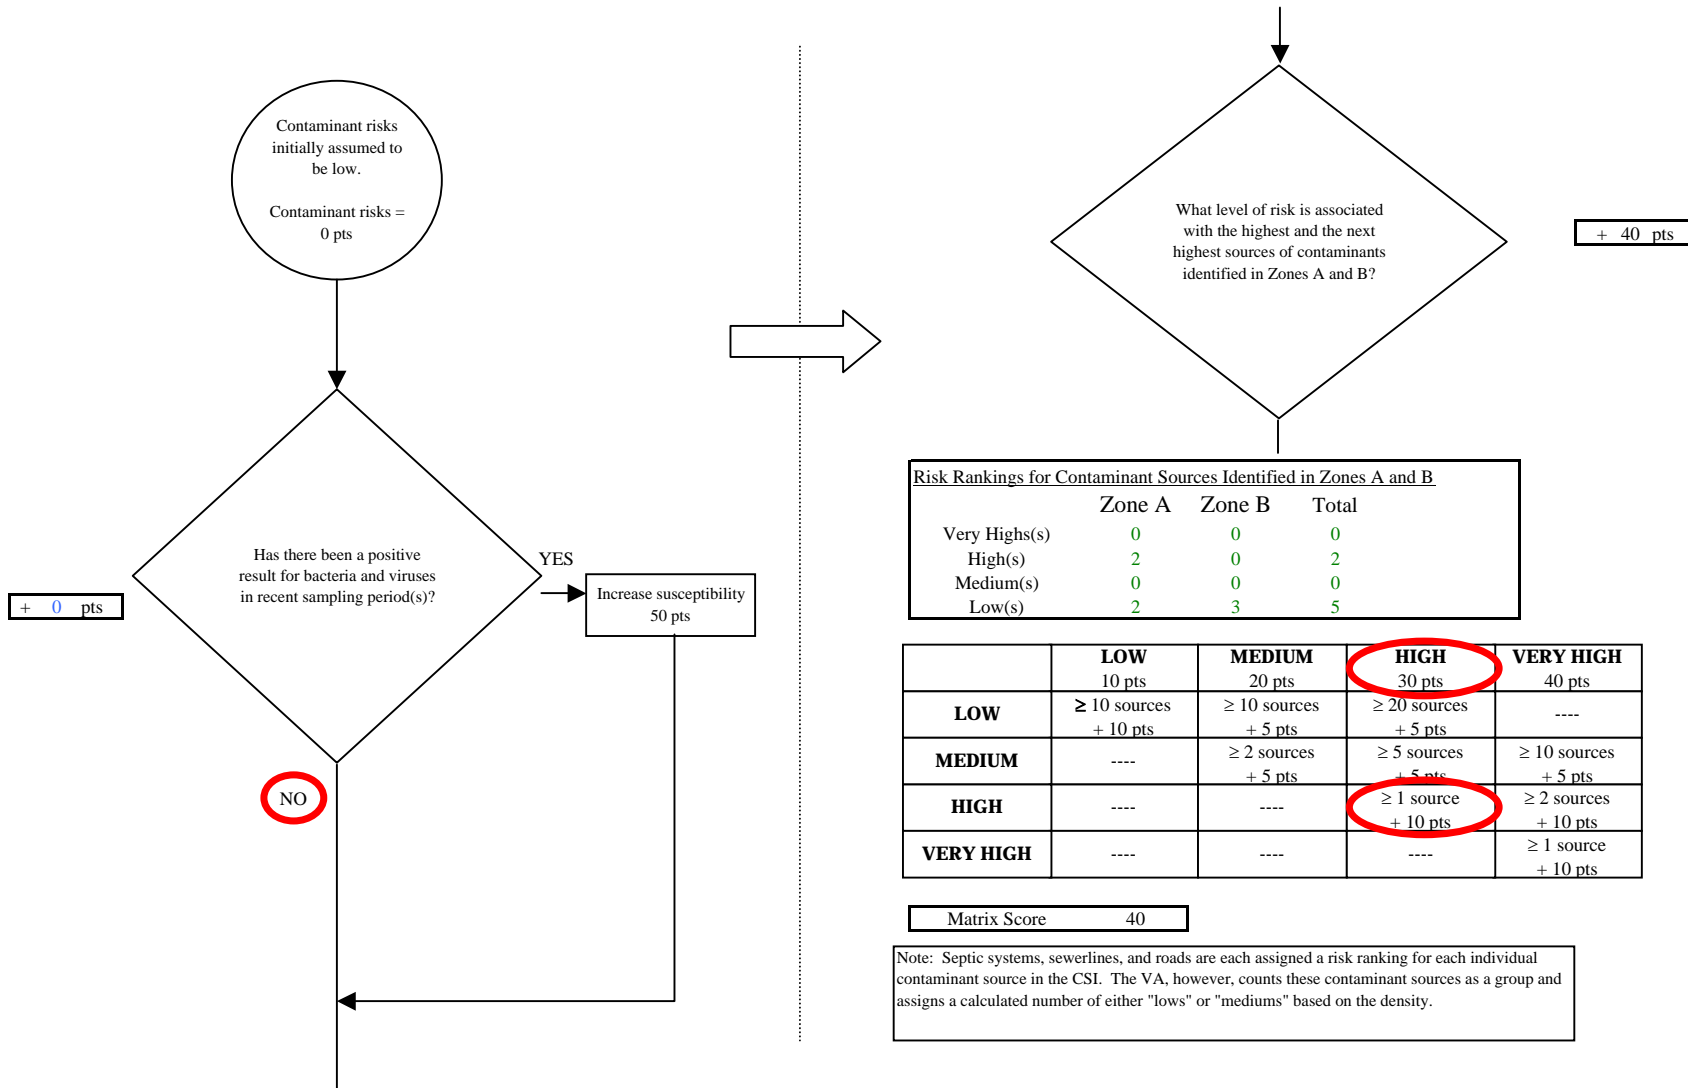 Contaminant risks
initially assumed to
be low.
Contaminant risks =
0 pts
Has there been a positive
result for bacteria and viruses
in recent sampling period(s)?
+ 0 pts
YES
Increase susceptibility
50 pts
NO
What level of risk is associated
with the highest and the next
highest sources of contaminants
identified in Zones A and B?
+ 40 pts
Risk Rankings for Contaminant Sources Identified in Zones A and B
Zone A Zone B Total
Very Highs(s) 0 0 0
High(s) 2 0 2
Medium(s) 0 0 0
Low(s) 2 3 5
LOW MEDIUM HIGH VERY HIGH
10 pts 20 pts 30 pts 40 pts
LOW ≥ 10 sources ≥ 10 sources ≥ 20 sources ----
+ 10 pts + 5 pts + 5 pts
MEDIUM ---- ≥ 2 sources ≥ 5 sources ≥ 10 sources
+ 5 pts + 5 pts + 5 pts
HIGH ---- ---- ≥ 1 source ≥ 2 sources
+ 10 pts + 10 pts
VERY HIGH ---- ---- ---- ≥ 1 source
+ 10 pts
Matrix Score 40
Note: Septic systems, sewerlines, and roads are each assigned a risk ranking for each individual
contaminant source in the CSI. The VA, however, counts these contaminant sources as a group and
assigns a calculated number of either "lows" or "mediums" based on the density.